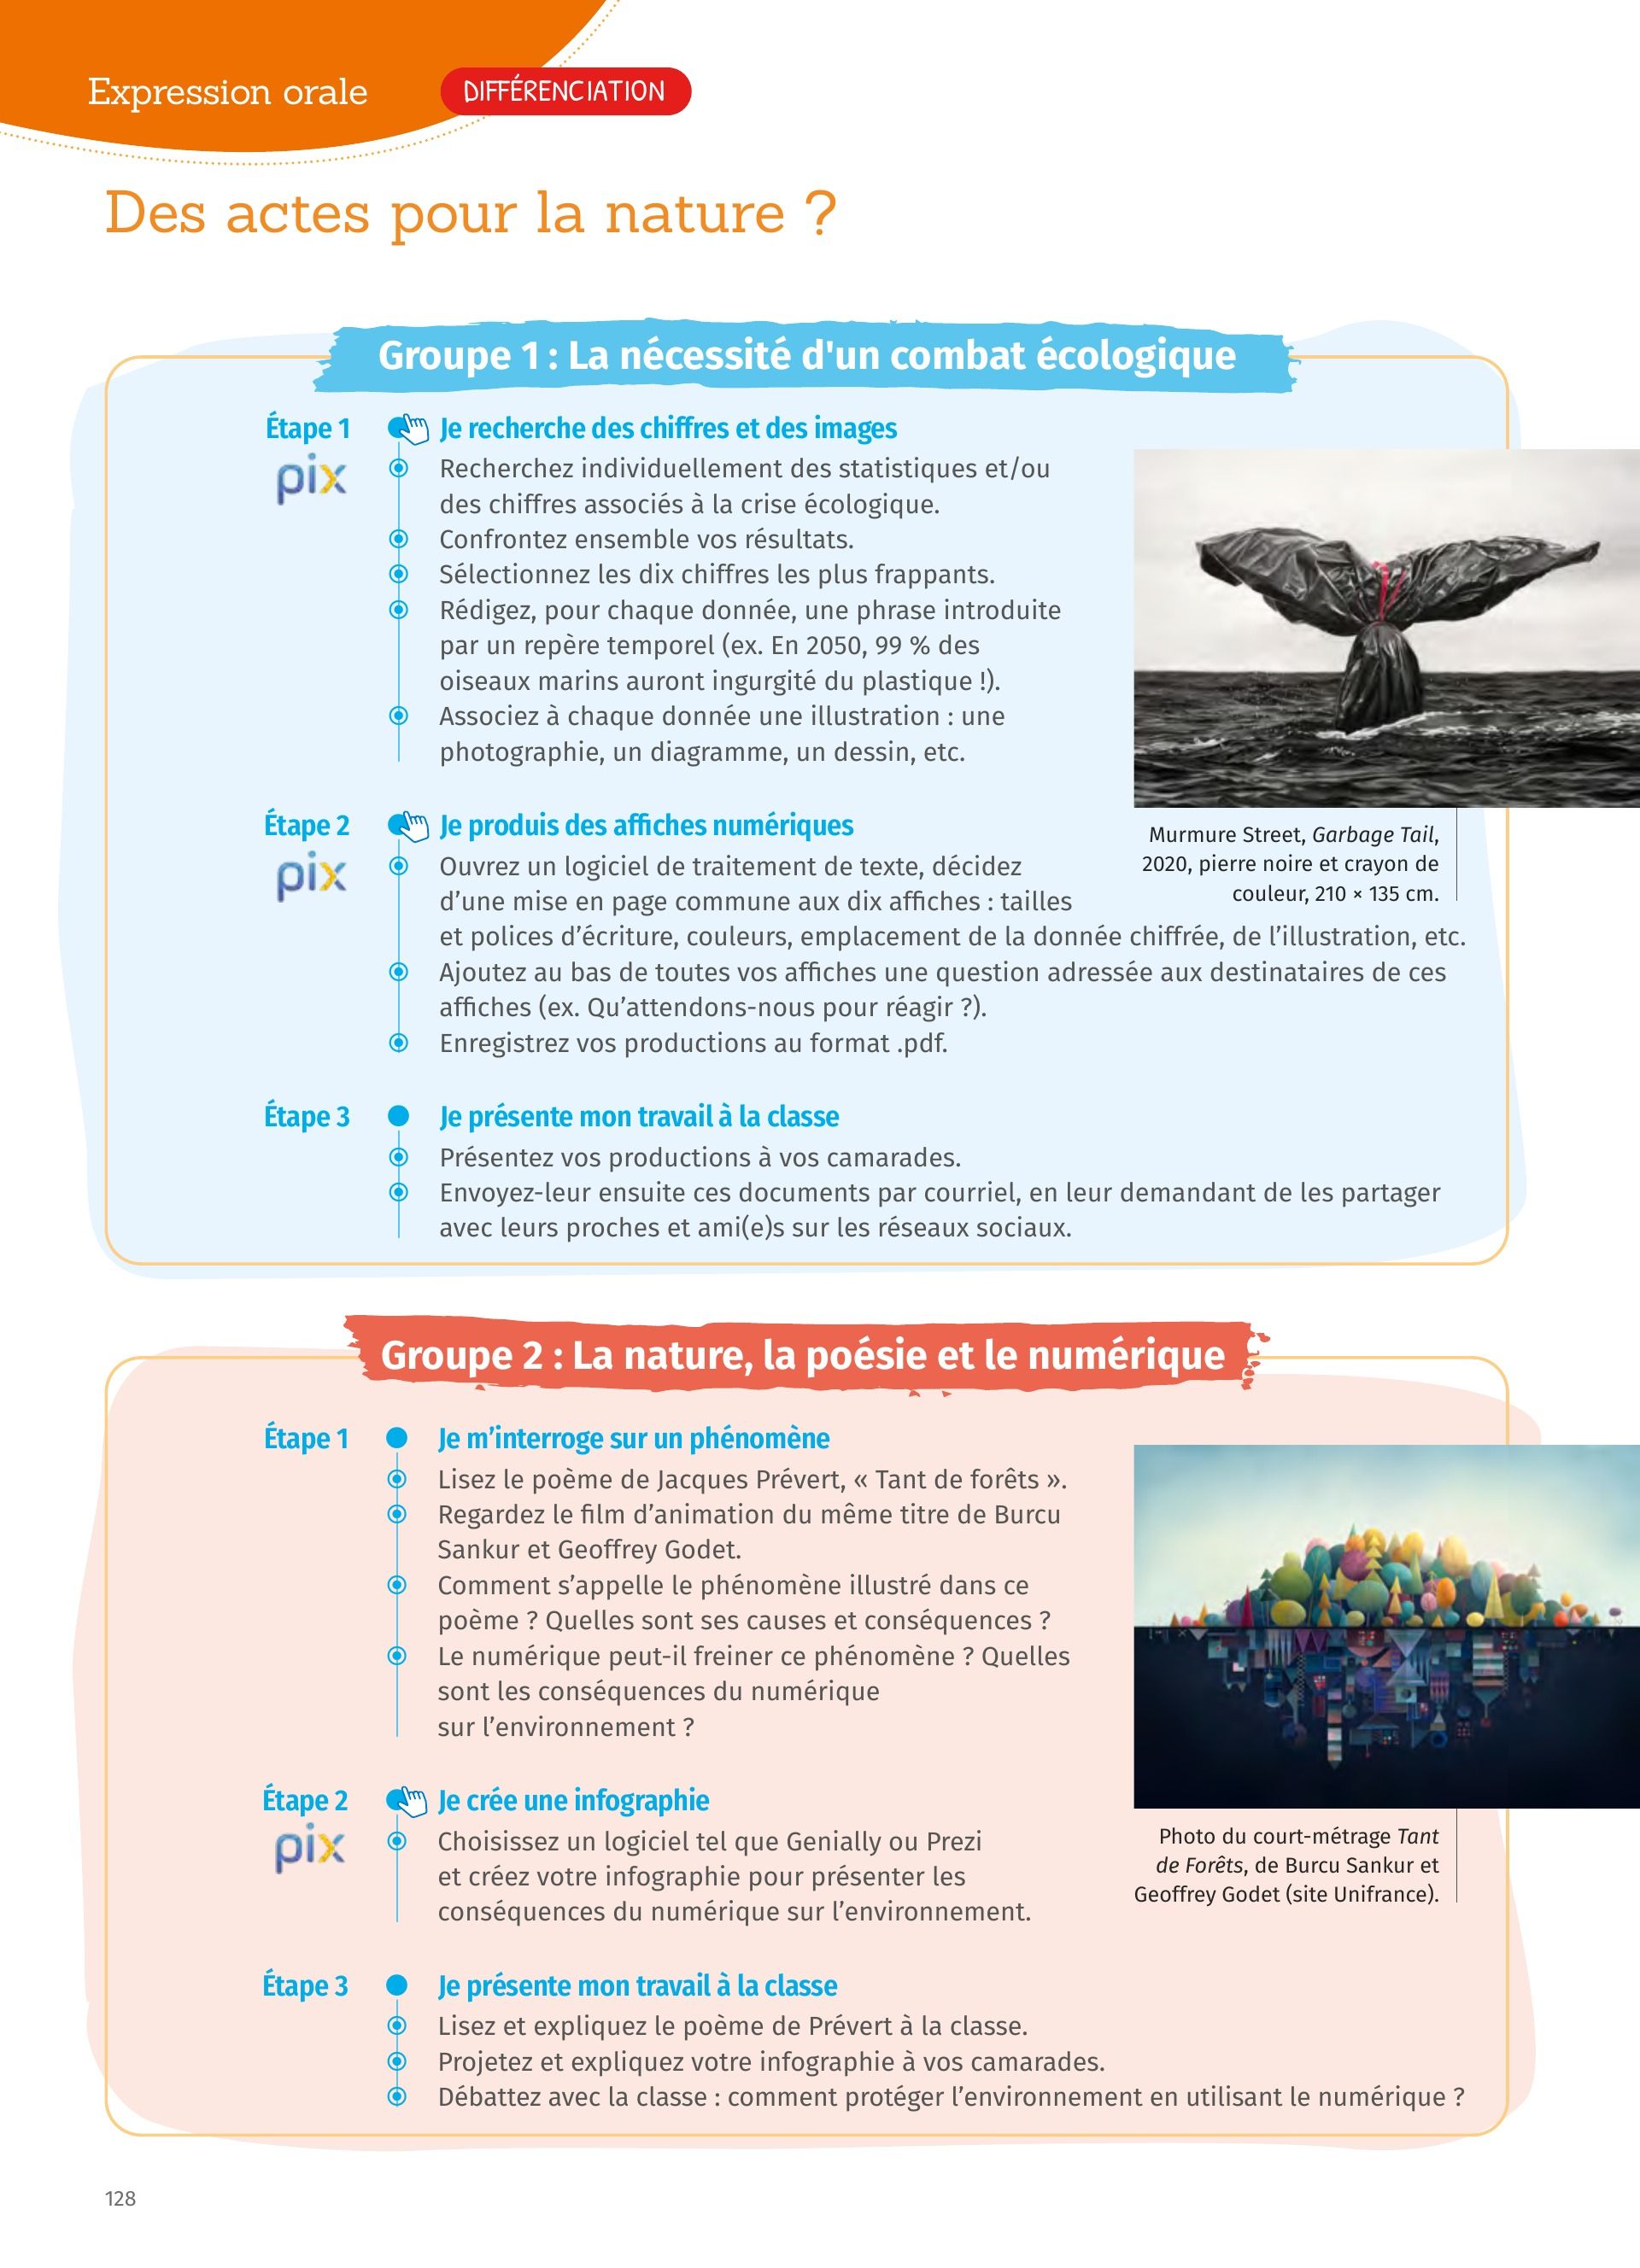 Expression orale
DIFFÉRENCIATION
Des actes pour la nature ?
Groupe 1 : La nécessité d'un combat écologique
Étape 1
Je recherche des chiffres et des images
pix
Recherchez individuellement des statistiques et/ou
des chiffres associés à la crise écologique.
Confrontez ensemble vos résultats.
Sélectionnez les dix chiffres les plus frappants.
Rédigez, pour chaque donnée, une phrase introduite
par un repère temporel (ex. En 2050, 99 % des
oiseaux marins auront ingurgité du plastique !).
Associez à chaque donnée une illustration : une
photographie, un diagramme, un dessin, etc.
Murmure Street, Garbage Tail,
2020, pierre noire et crayon de
couleur, 210 × 135 cm.
Étape 2
Je produis des affiches numériques
pix
Ouvrez un logiciel de traitement de texte, décidez
d’une mise en page commune aux dix affiches : tailles
et polices d’écriture, couleurs, emplacement de la donnée chiffrée, de l’illustration, etc.
Ajoutez au bas de toutes vos affiches une question adressée aux destinataires de ces
affiches (ex. Qu’attendons-nous pour réagir ?).
Enregistrez vos productions au format .pdf.
Étape 3
Je présente mon travail à la classe
Présentez vos productions à vos camarades.
Envoyez-leur ensuite ces documents par courriel, en leur demandant de les partager
avec leurs proches et ami(e)s sur les réseaux sociaux.
Groupe 2 : La nature, la poésie et le numérique
Étape 1
Je m’interroge sur un phénomène
Lisez le poème de Jacques Prévert, « Tant de forêts ».
Regardez le film d’animation du même titre de Burcu
Sankur et Geoffrey Godet.
Comment s’appelle le phénomène illustré dans ce
poème ? Quelles sont ses causes et conséquences ?
Le numérique peut-il freiner ce phénomène ? Quelles
sont les conséquences du numérique
sur l’environnement ?
Photo du court-métrage Tant
de Forêts, de Burcu Sankur et
Geoffrey Godet (site Unifrance).
Étape 2
Je crée une infographie
pix
Choisissez un logiciel tel que Genially ou Prezi
et créez votre infographie pour présenter les
conséquences du numérique sur l’environnement.
Étape 3
Je présente mon travail à la classe
Lisez et expliquez le poème de Prévert à la classe.
Projetez et expliquez votre infographie à vos camarades.
Débattez avec la classe : comment protéger l’environnement en utilisant le numérique ?
128